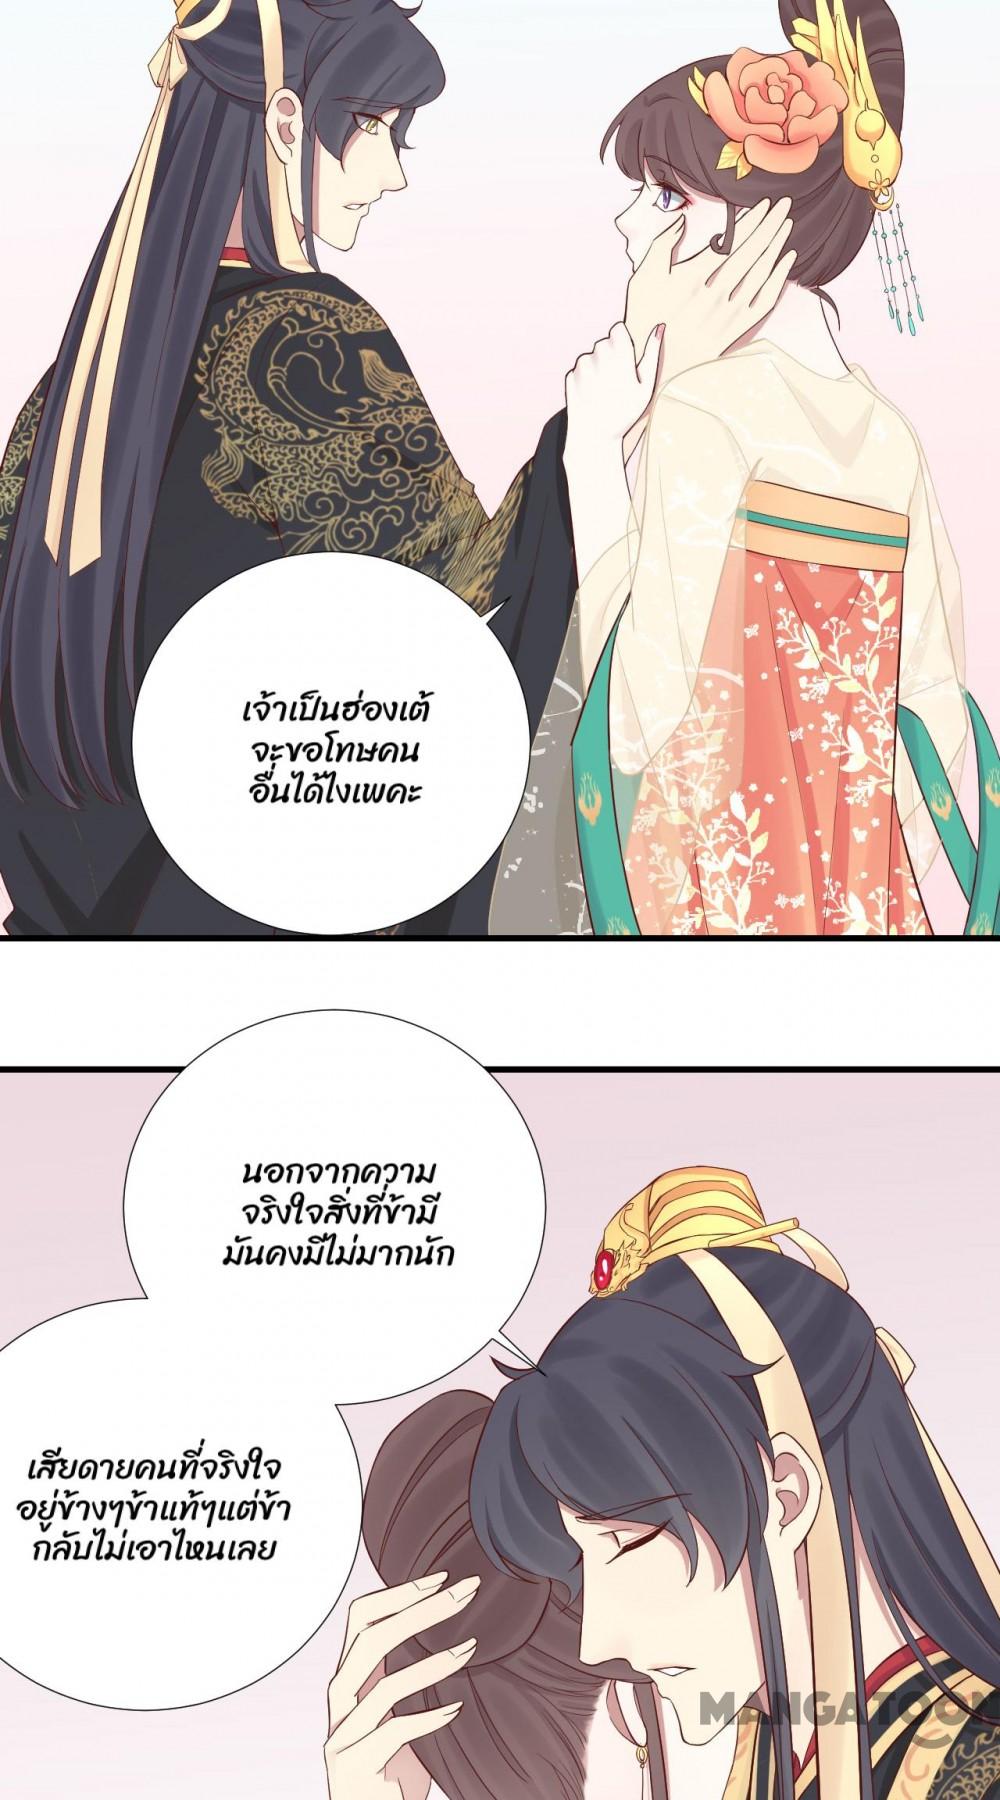 เจ้าเป็นฮ่องเต้
จะขอโทษคน
อื่นได้ไงเพคะ
นอกจากความ
จริงใจสิ่งที่ข้ามี
มันคงมีไม่มากนัก
เสียดายคนที่จริงใจ
อยู่ข้างๆข้าแท้ๆแต่ข้า
กลับไม่เอาไหนเลย
MANGATOON